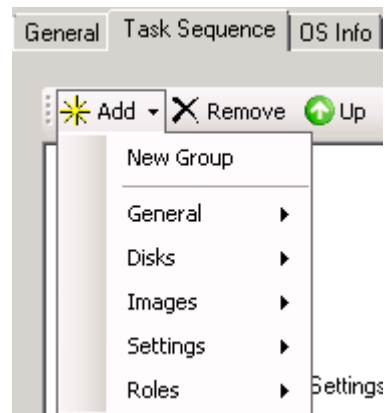 General Task Sequence OS Info
Add Remove Up
New Group
General
Disks
Images
Settings
Roles Settings